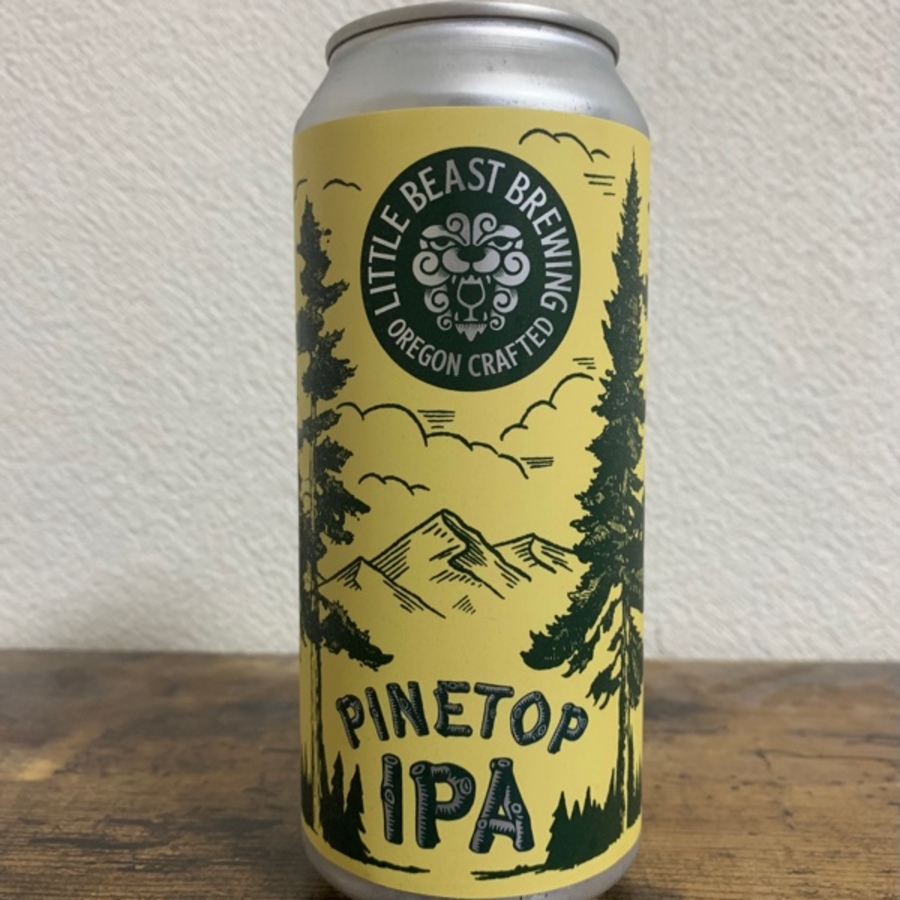 LITTLE BEAST BREWING
OREGON CRAFTED
PINETOP
IPA